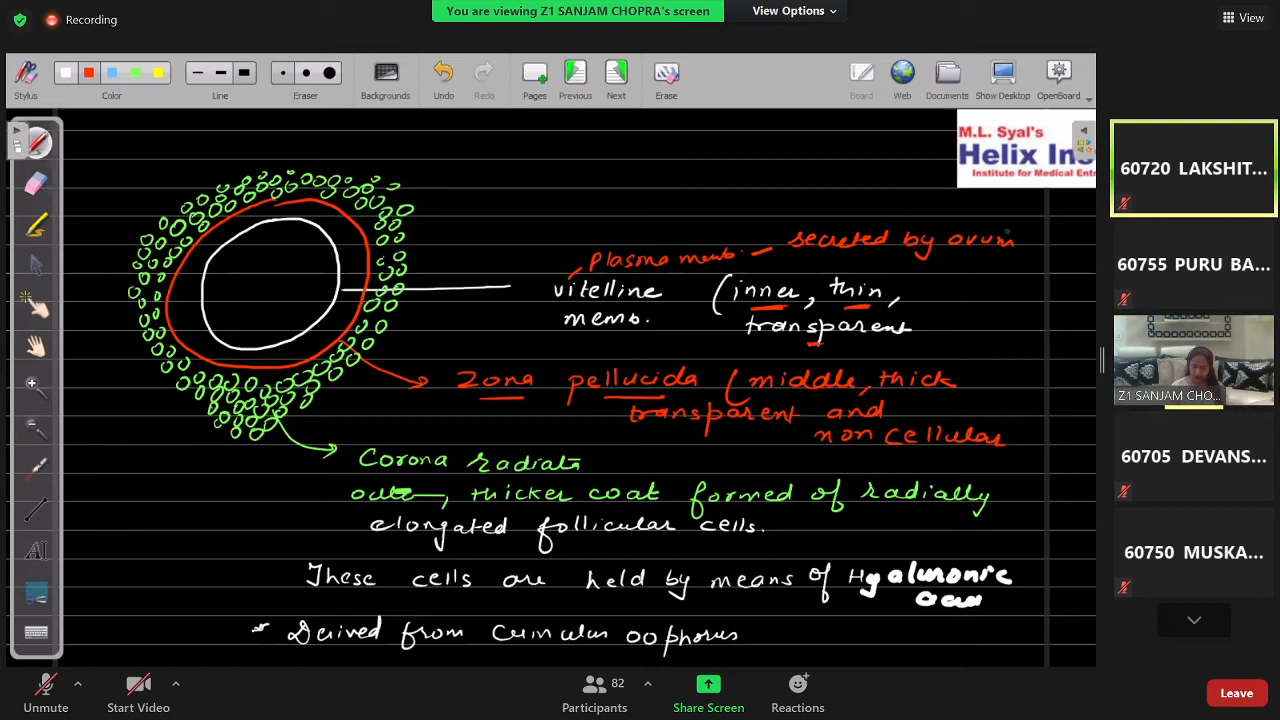 Recording
You are viewing Z1 SANJAM CHOPRA's screen
View Options
View
Stylus
Color
Line
Eraser
Backgrounds
Undo
Redo
Pages
Previous
Next
Erase
Board
Web
Documents
Show Desktop
OpenBoard
M.L. Syal's
Helix Ins
Institute for Medical Entr
secreted by ovum
Plasma memb.
vitelline (inner, thin,
memb. transparent
Zona pellucida (middle, thick
transparent and
non cellular
Corona radiata
outer, thicker coat formed of radially
elongated follicular cells.
These cells are held by means of Hyaluronic
acid
* Derived from Cumulus oophorus
60720 LAKSHIT...
60755 PURU BA...
Z1 SANJAM CHO...
60705 DEVANS...
60750 MUSKA...
Unmute
Start Video
82
Participants
Share Screen
Reactions
Leave